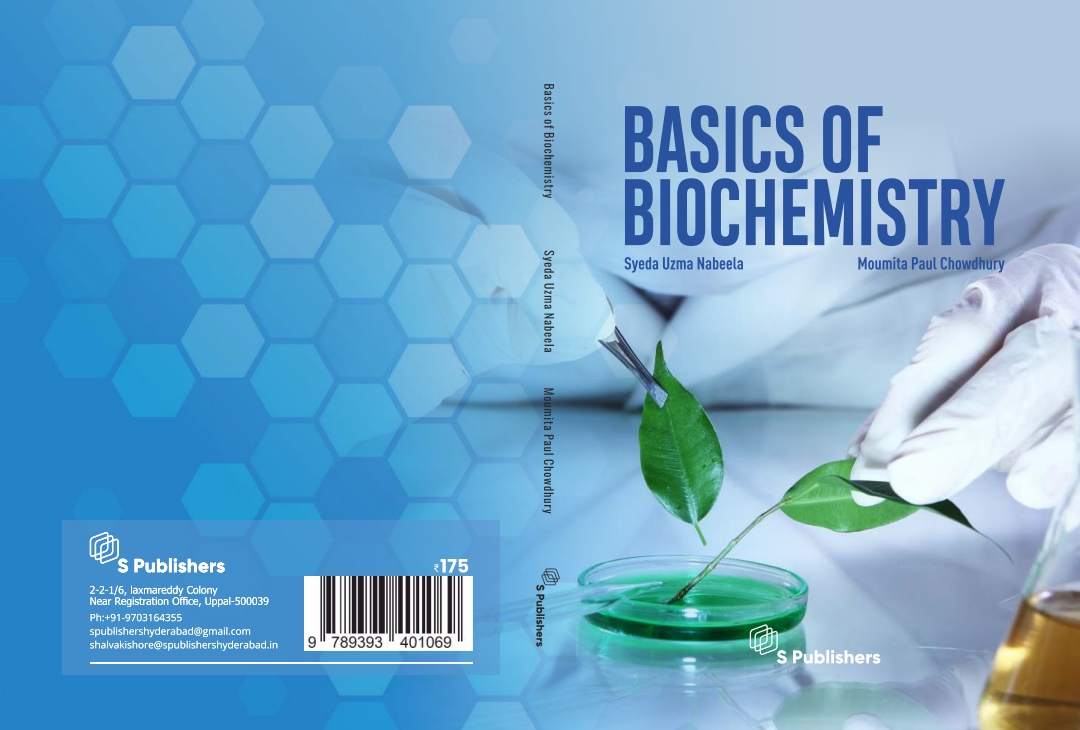 BASICS OF
BIOCHEMISTRY
Syeda Uzma Nabeela
Moumita Paul Chowdhury
S Publishers
Basics of Biochemistry
Syeda Uzma Nabeela
Moumita Paul Chowdhury
S Publishers
S Publishers
2-2-1/6, laxmareddy Colony
Near Registration Office, Uppal-500039
Ph:+91-9703164355
spublishershyderabad@gmail.com
shalvakishore@spublishershyderabad.in
₹175
9 789393 401069